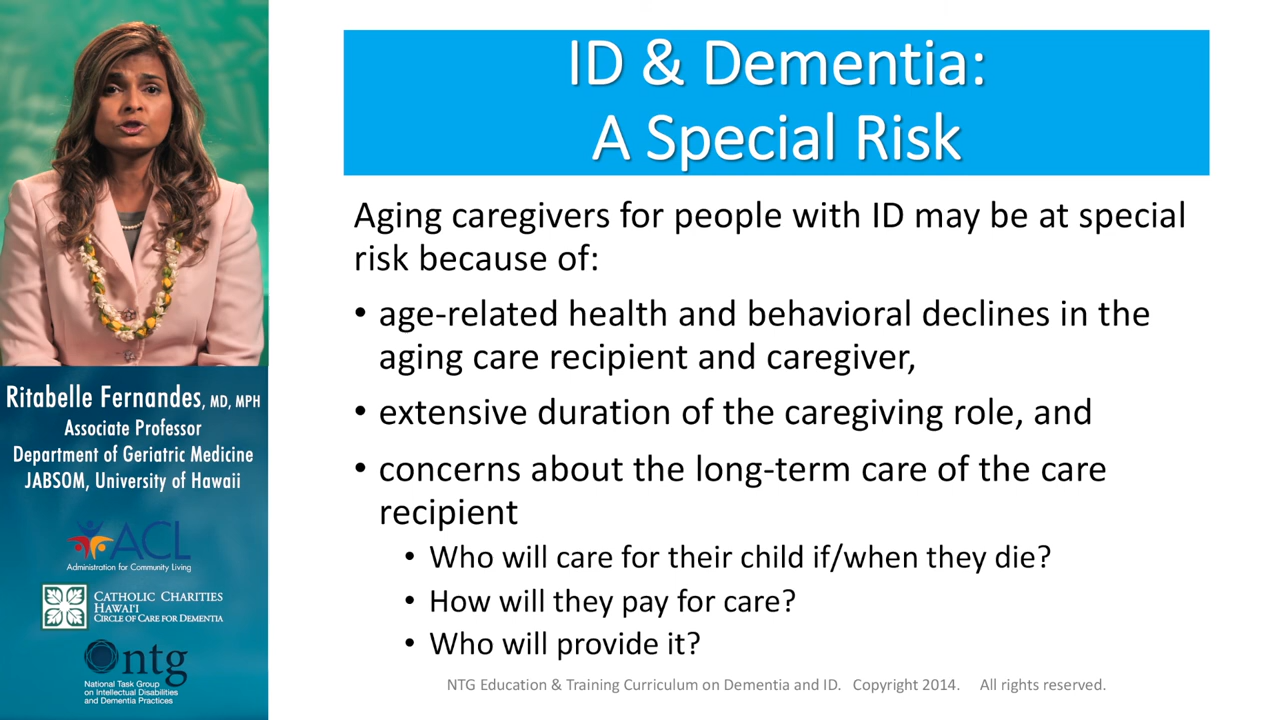 ID & Dementia:
A Special Risk
Aging caregivers for people with ID may be at special
risk because of:
• age-related health and behavioral declines in the
aging care recipient and caregiver,
• extensive duration of the caregiving role, and
• concerns about the long-term care of the care
recipient
• Who will care for their child if/when they die?
• How will they pay for care?
• Who will provide it?
NTG Education & Training Curriculum on Dementia and ID. Copyright 2014. All rights reserved.
Ritabelle Fernandes, MD, MPH
Associate Professor
Department of Geriatric Medicine
JABSOM, University of Hawaii
ACL
Administration for Community Living
CATHOLIC CHARITIES
HAWAI'I
CIRCLE OF CARE FOR DEMENTIA
ntg
National Task Group
on Intellectual Disabilities
and Dementia Practices